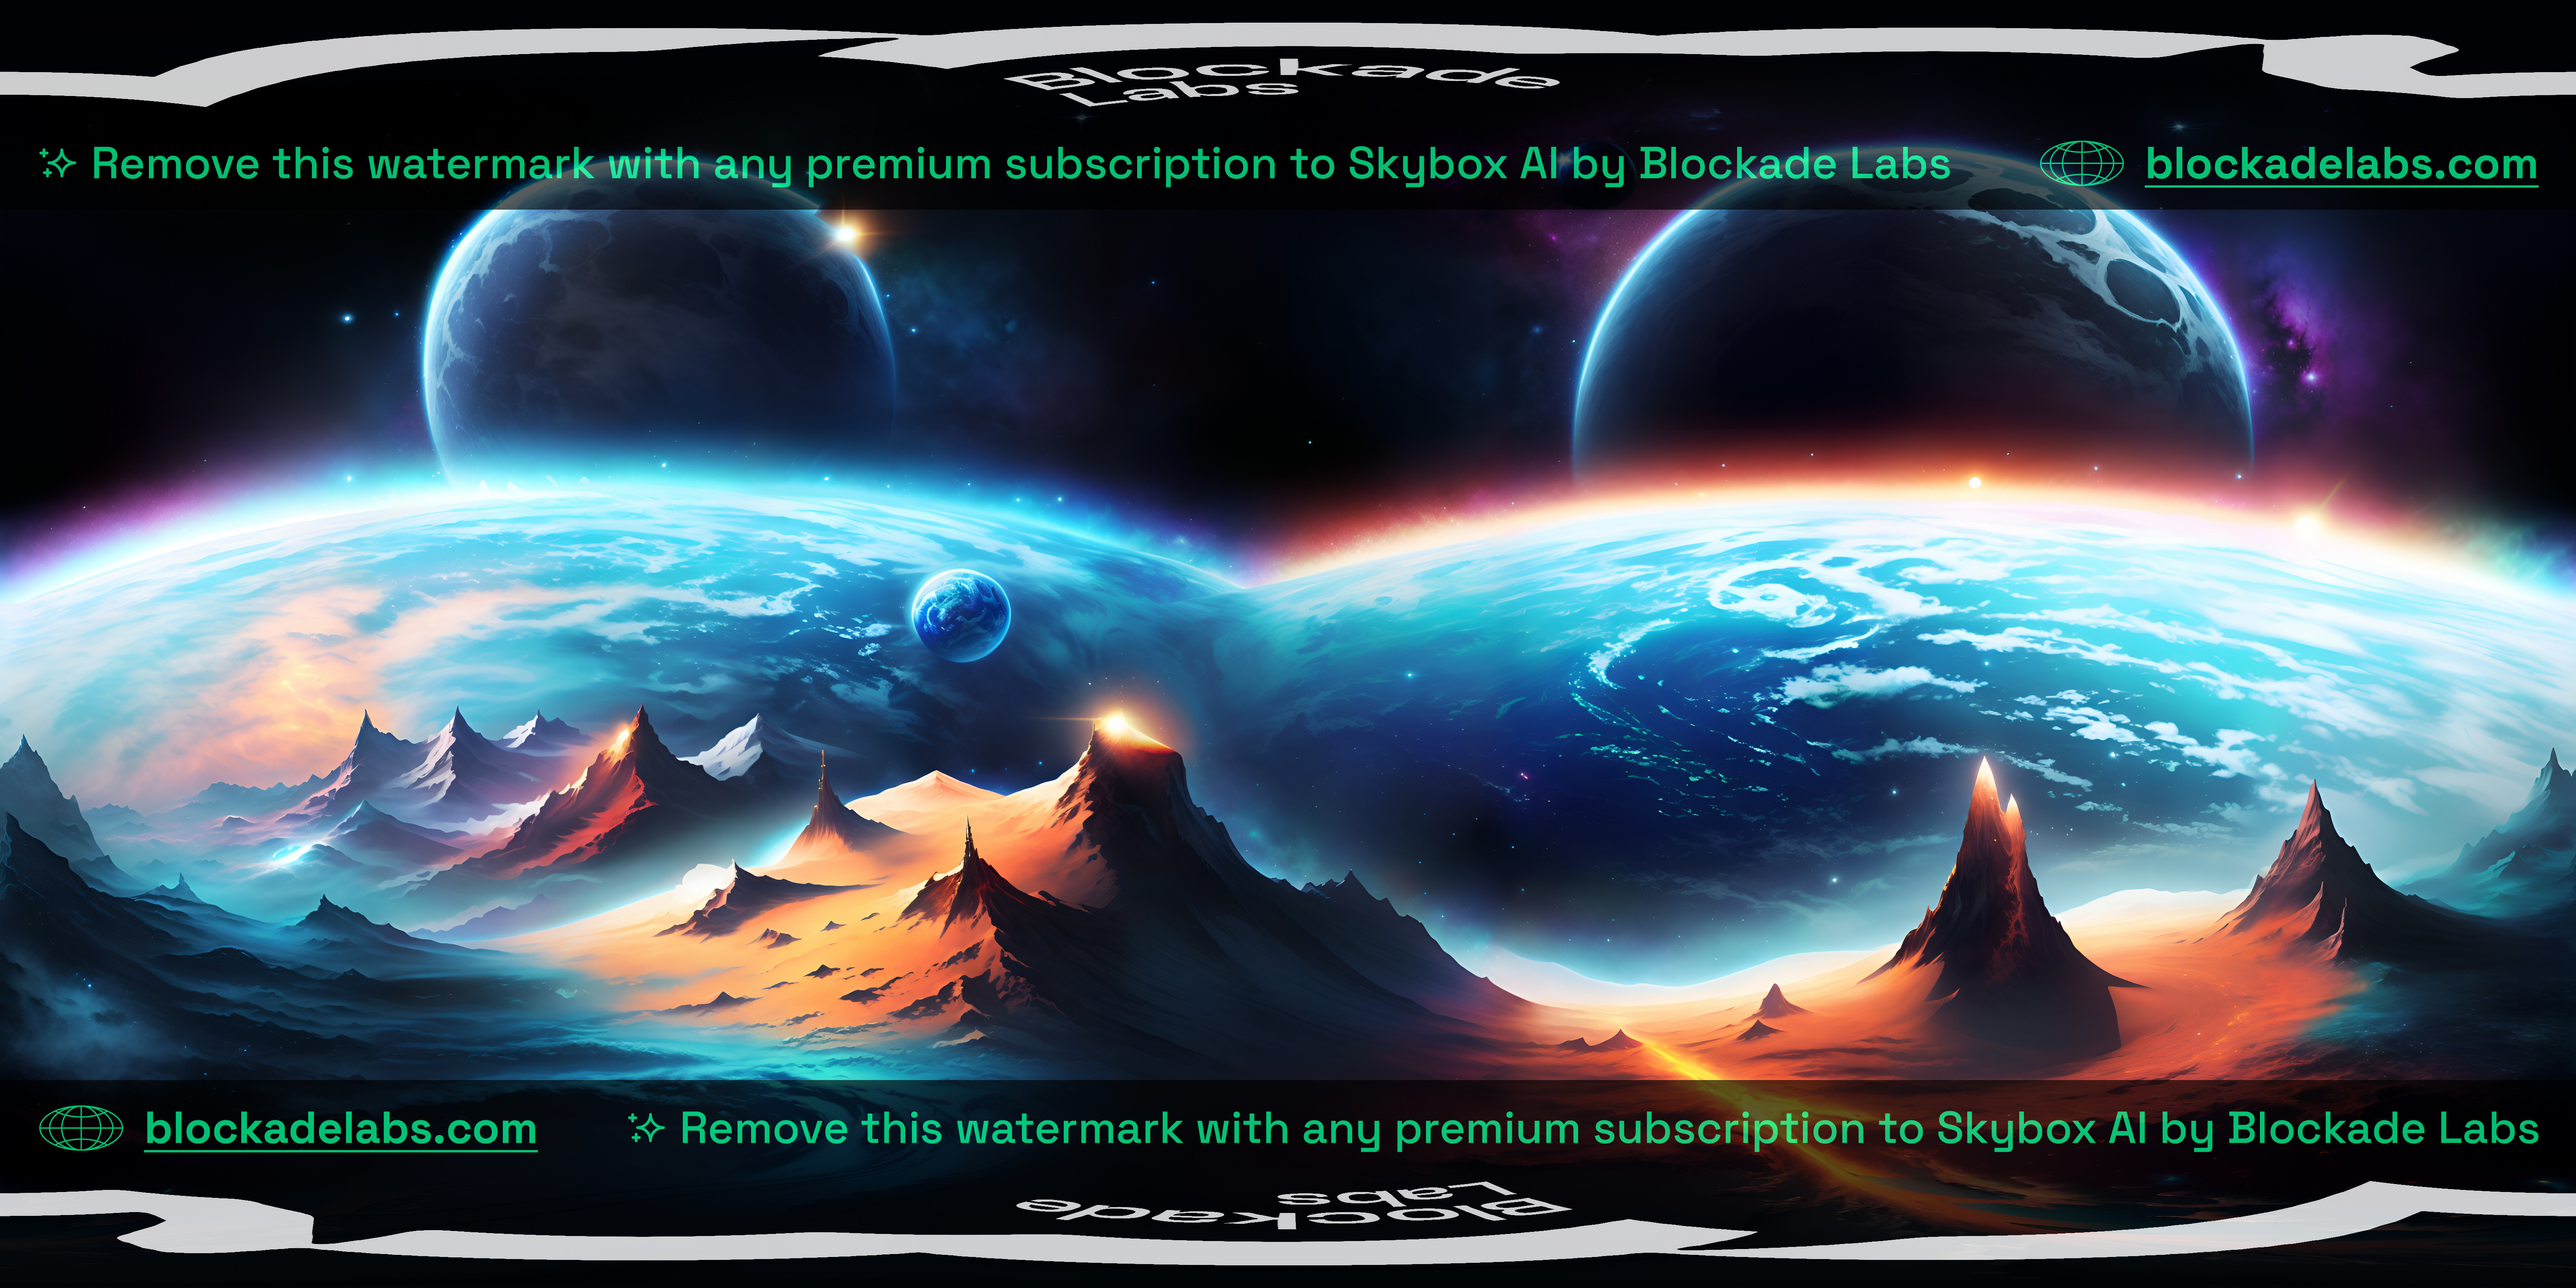 Blockade
Labs
Remove this watermark with any premium subscription to Skybox AI by Blockade Labs
blockadelabs.com
blockadelabs.com
Remove this watermark with any premium subscription to Skybox AI by Blockade Labs
Labs
Blockade